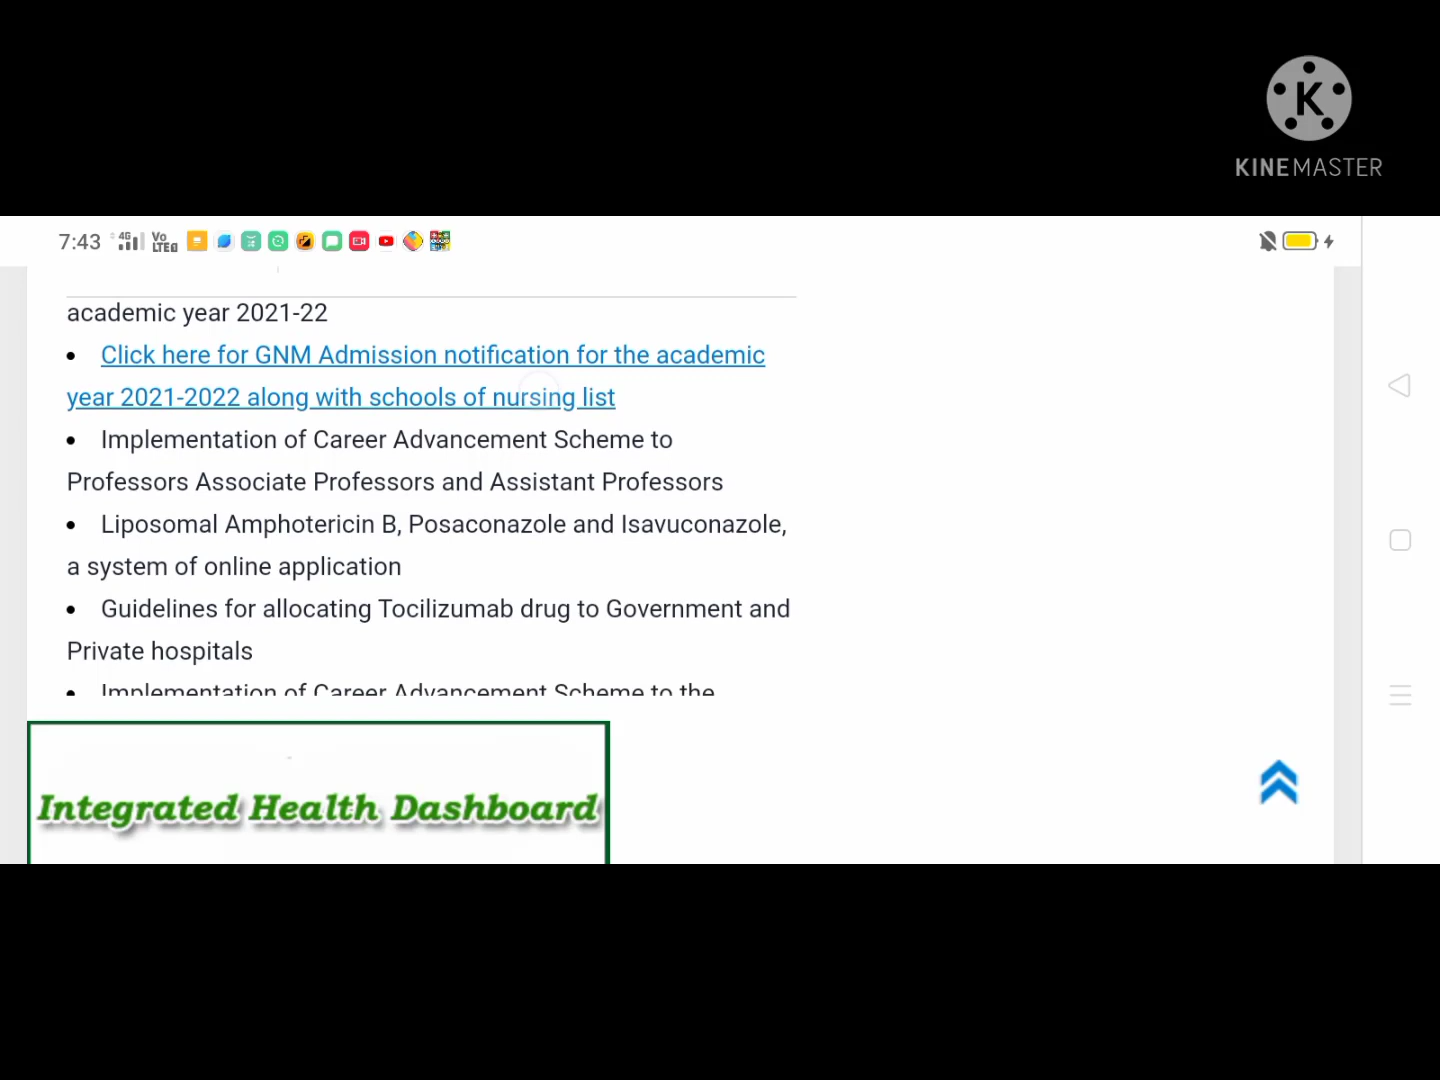 KINEMASTER
7:43 4G Vo LTE
academic year 2021-22
• Click here for GNM Admission notification for the academic
year 2021-2022 along with schools of nursing list
• Implementation of Career Advancement Scheme to
Professors Associate Professors and Assistant Professors
• Liposomal Amphotericin B, Posaconazole and Isavuconazole,
a system of online application
• Guidelines for allocating Tocilizumab drug to Government and
Private hospitals
• Implementation of Career Advancement Scheme to the
Integrated Health Dashboard